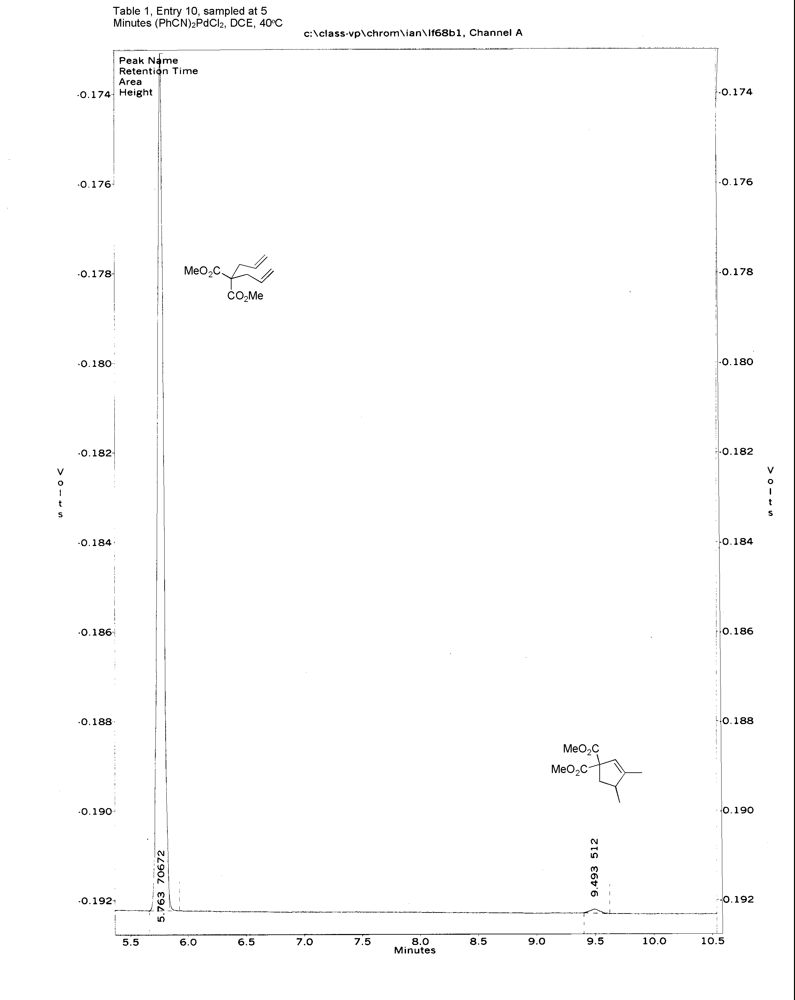 Table 1, Entry 10, sampled at 5
Minutes (PhCN)₂PdCl₂, DCE, 40ºC
c:\class-vp\chrom\ian\lf68b1, Channel A
Peak Name
Retention Time
Area
Height
-0.174
-0.174
-0.176
-0.176
MeO₂C
CO₂Me
-0.178
-0.178
-0.180
-0.180
-0.182
-0.182
Volts
Volts
-0.184
-0.184
-0.186
-0.186
-0.188
-0.188
MeO₂C
MeO₂C
-0.190
-0.190
5.763 70672
9.493 512
-0.192
-0.192
5.5 6.0 6.5 7.0 7.5 8.0 8.5 9.0 9.5 10.0 10.5
Minutes